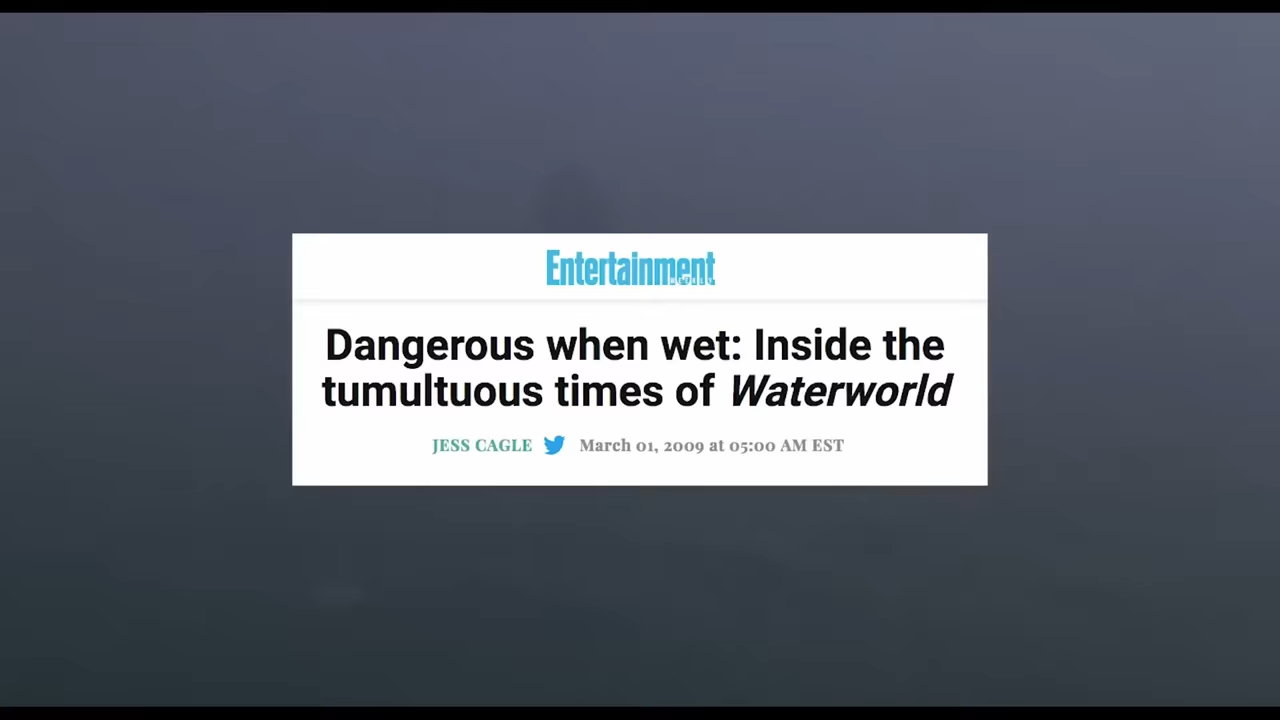 Entertainment
WEEKLY
Dangerous when wet: Inside the
tumultuous times of Waterworld
JESS CAGLE March 01, 2009 at 05:00 AM EST